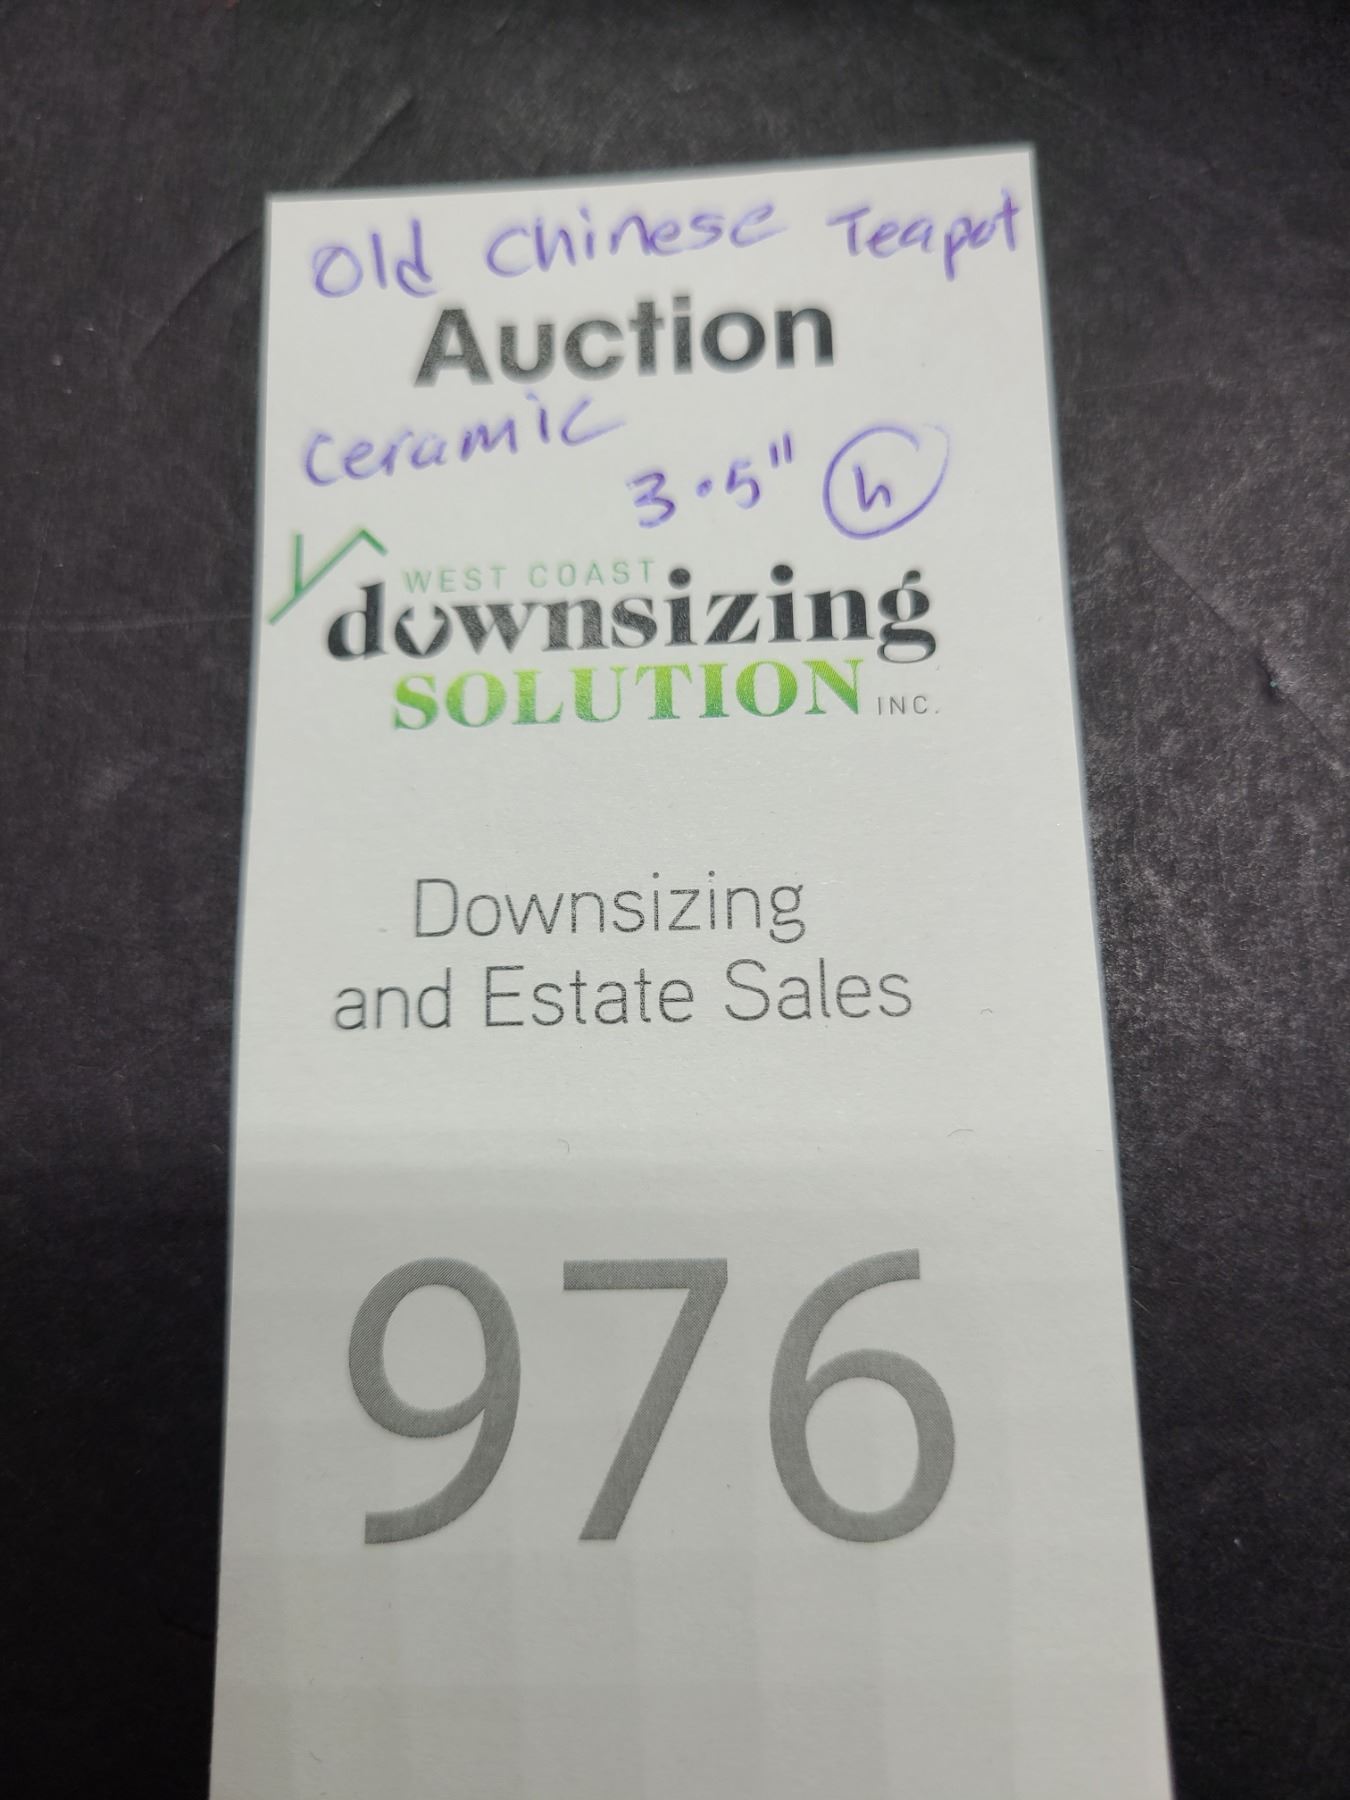 Old Chinese Teapot
Auction
ceramic
3.5" h
WEST COAST
downsizing
SOLUTION INC.
Downsizing
and Estate Sales
976